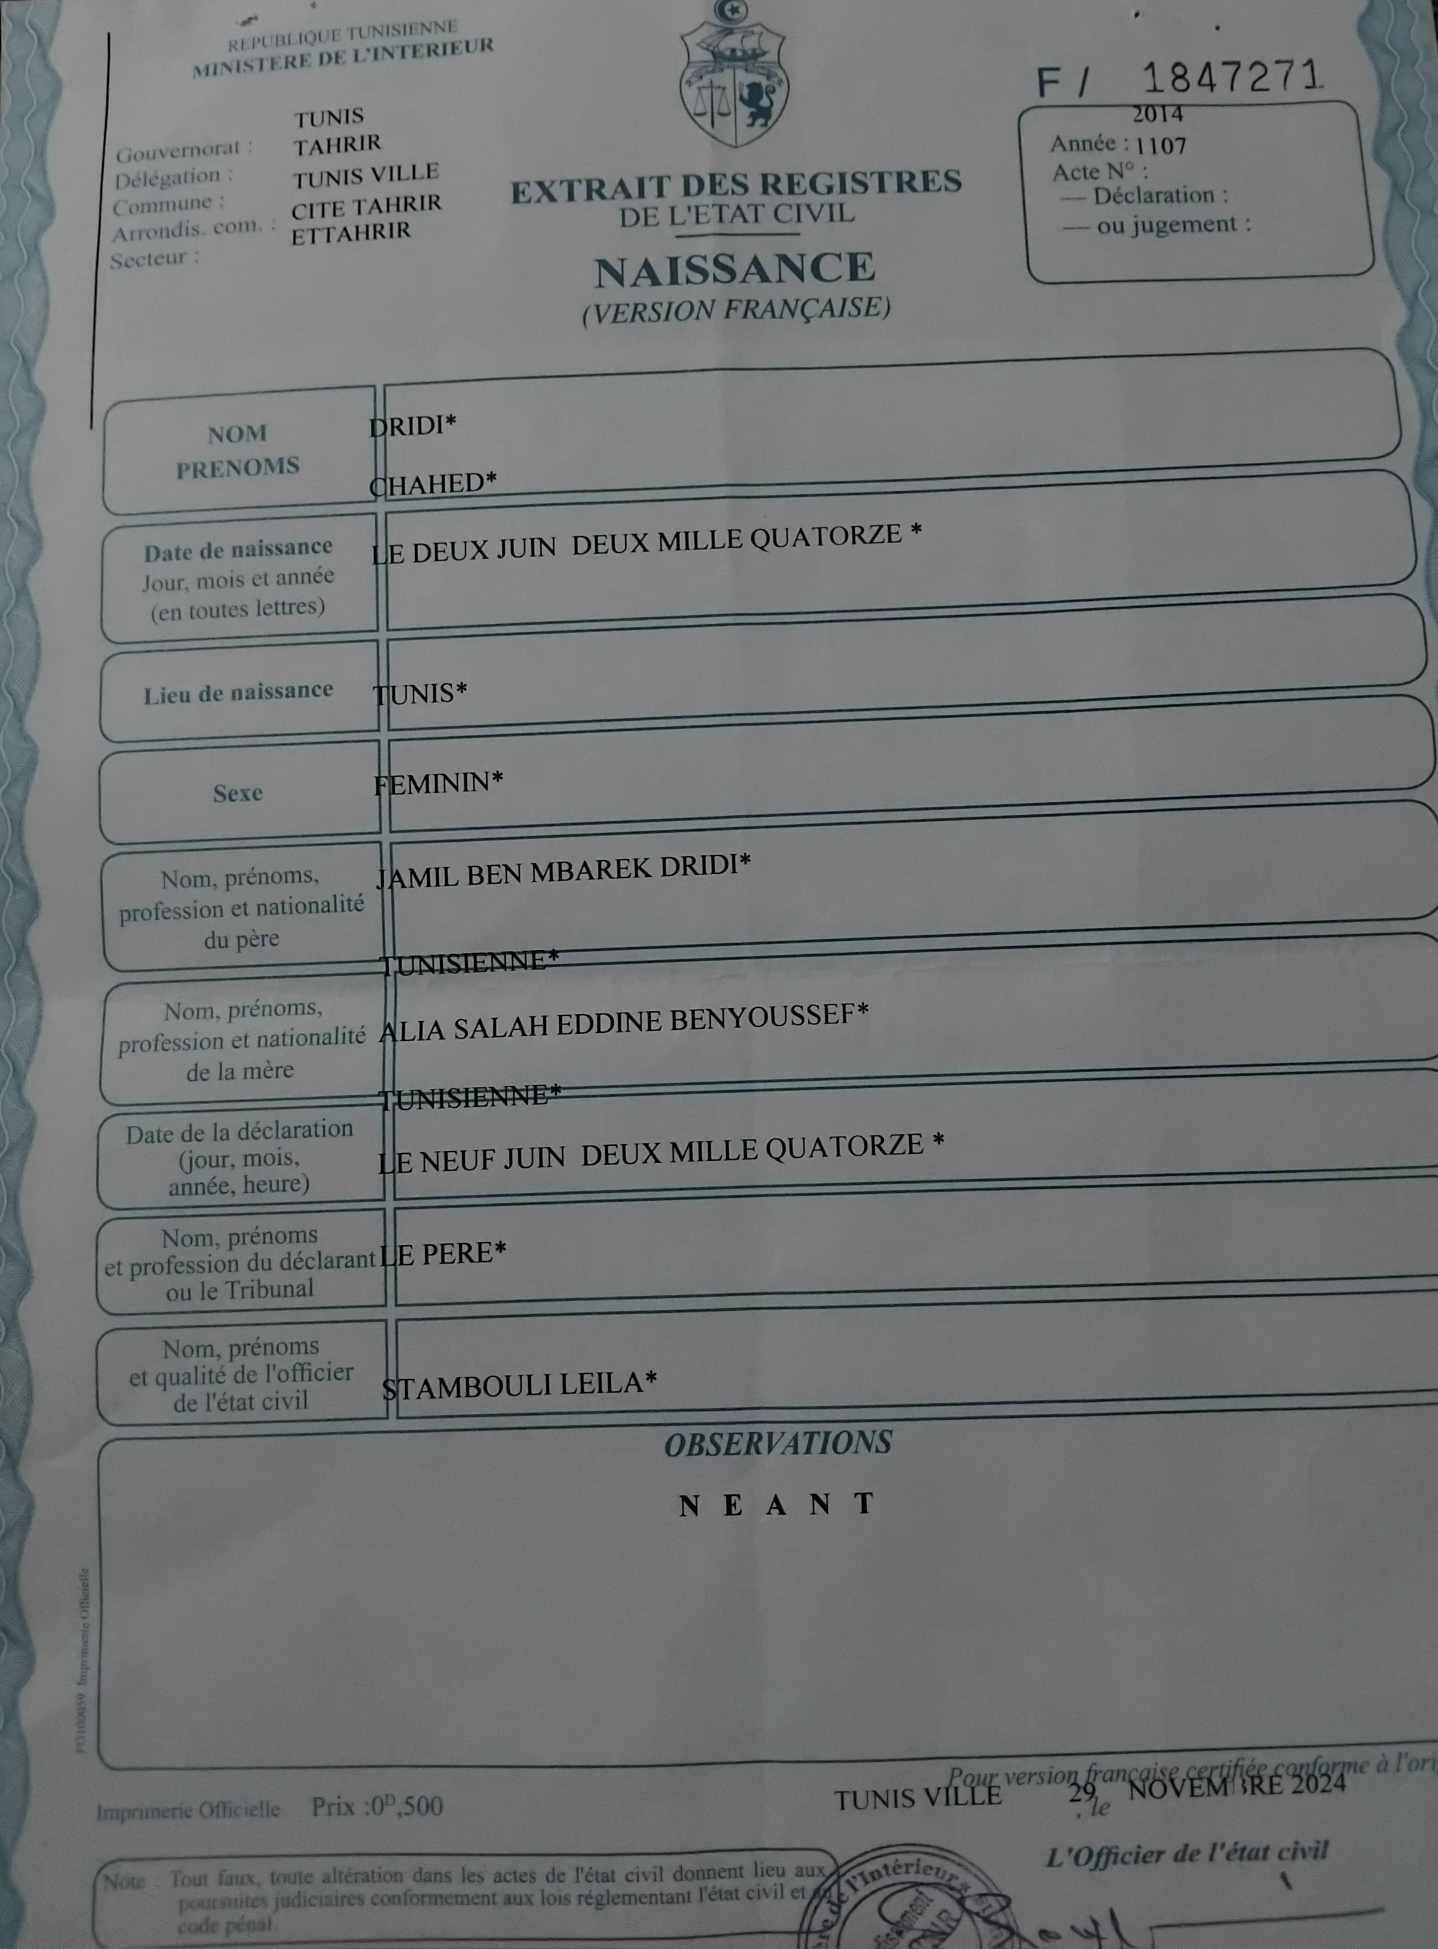 REPUBLIQUE TUNISIENNE
MINISTERE DE L'INTERIEUR
F / 1847271
TUNIS
Gouvernorat : TAHRIR
Délégation : TUNIS VILLE
Commune : CITE TAHRIR
Arrondis. com. : ETTAHRIR
Secteur :
EXTRAIT DES REGISTRES
DE L'ETAT CIVIL
NAISSANCE
(VERSION FRANÇAISE)
2014
Année : 1107
Acte N° :
— Déclaration :
— ou jugement :
NOM
PRENOMS
DRIDI*
CHAHED*
Date de naissance
Jour, mois et année
(en toutes lettres)
LE DEUX JUIN DEUX MILLE QUATORZE *
Lieu de naissance
TUNIS*
Sexe
FEMININ*
Nom, prénoms,
profession et nationalité
du père
JAMIL BEN MBAREK DRIDI*
TUNISIENNE*
Nom, prénoms,
profession et nationalité
de la mère
ALIA SALAH EDDINE BENYOUSSEF*
TUNISIENNE*
Date de la déclaration
(jour, mois,
année, heure)
LE NEUF JUIN DEUX MILLE QUATORZE *
Nom, prénoms
et profession du déclarant
ou le Tribunal
LE PERE*
Nom, prénoms
et qualité de l'officier
de l'état civil
STAMBOULI LEILA*
OBSERVATIONS
N E A N T
Imprimerie Officielle
Pour version française certifiée conforme à l'ori
TUNIS VILLE 29 NOVEMBRE 2024
, le
Imprimerie Officielle Prix :0D,500
L'Officier de l'état civil
Note : Tout faux, toute altération dans les actes de l'état civil donnent lieu aux
poursuites judiciaires conformement aux lois réglementant l'état civil et
code pénal.
de l'Intérieur